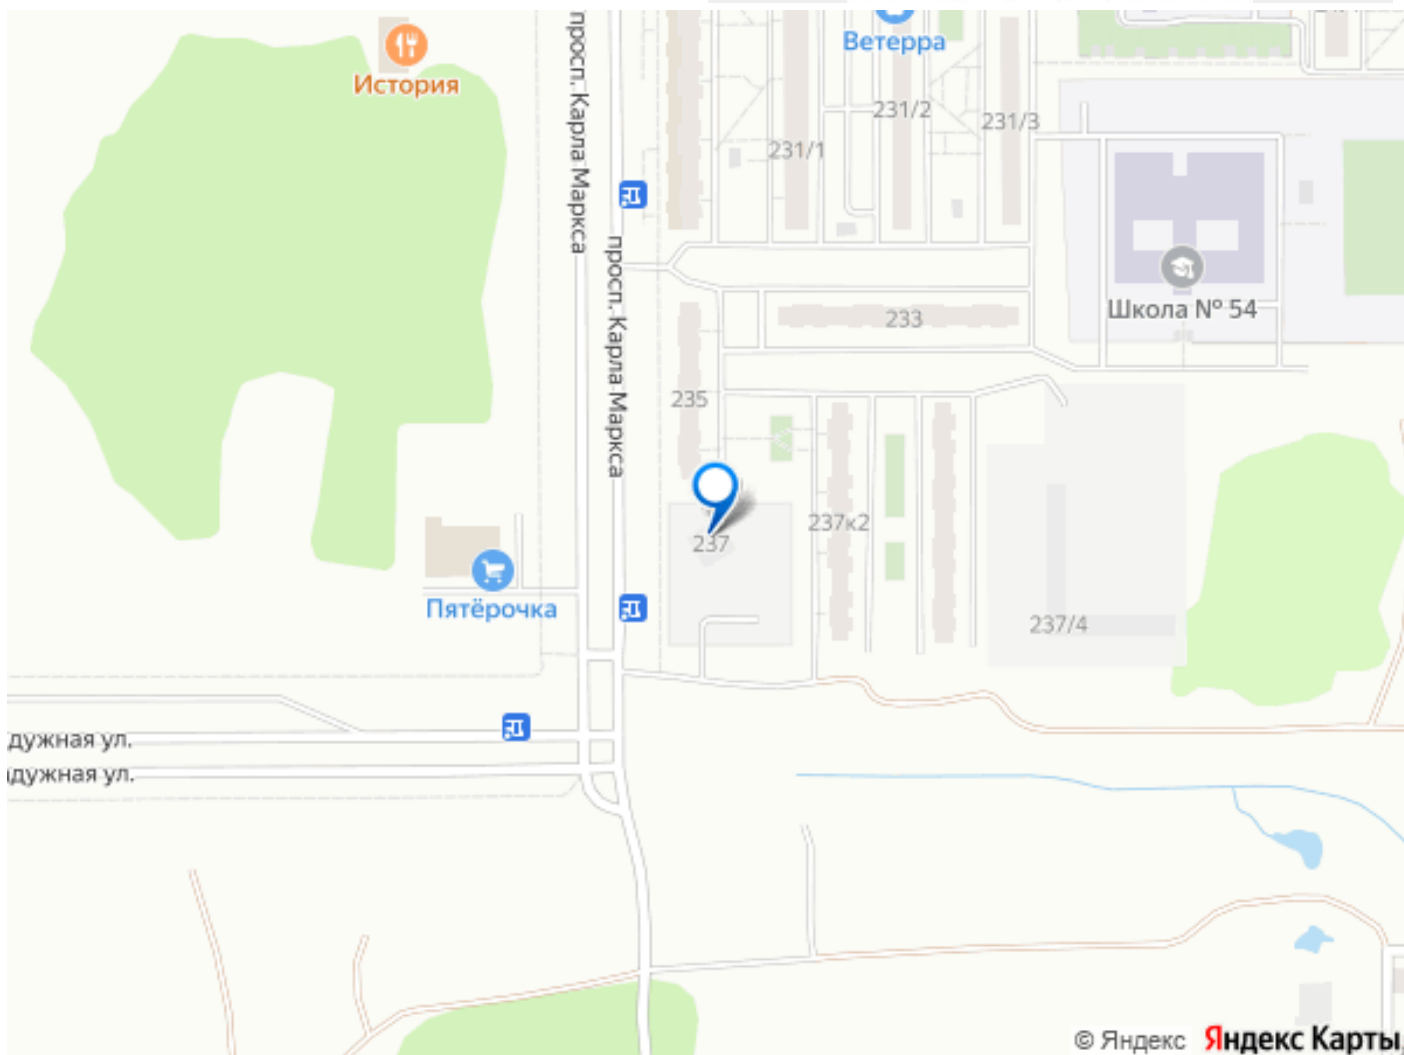 Ветерра
История
просп. Карла Маркса
231/2
231/3
231/1
просп. Карла Маркса
Школа № 54
233
235
237к2
237
Пятёрочка
237/4
дужная ул.
дужная ул.
© Яндекс Яндекс Карты